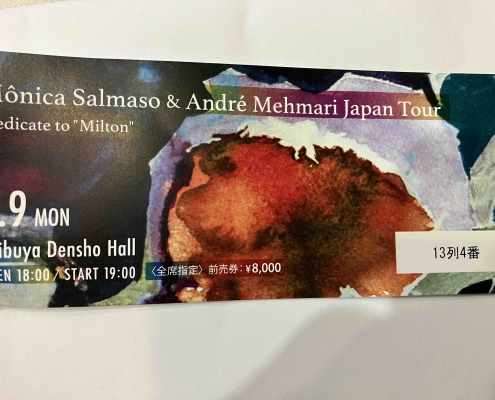 Mônica Salmaso & André Mehmari Japan Tour
edicate to "Milton"
.9 MON
ibuya Densho Hall
EN 18:00 / START 19:00
〈全席指定〉前売券：¥8,000
13列4番